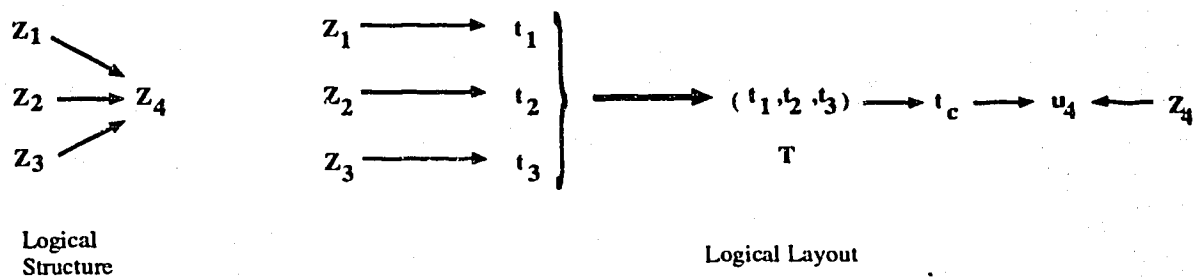 Z1 Z1 t1
Z2 Z4 Z2 t2 (t1,t2,t3) tc u4 Z4
Z3 Z3 t3 T
Logical
Structure
Logical Layout